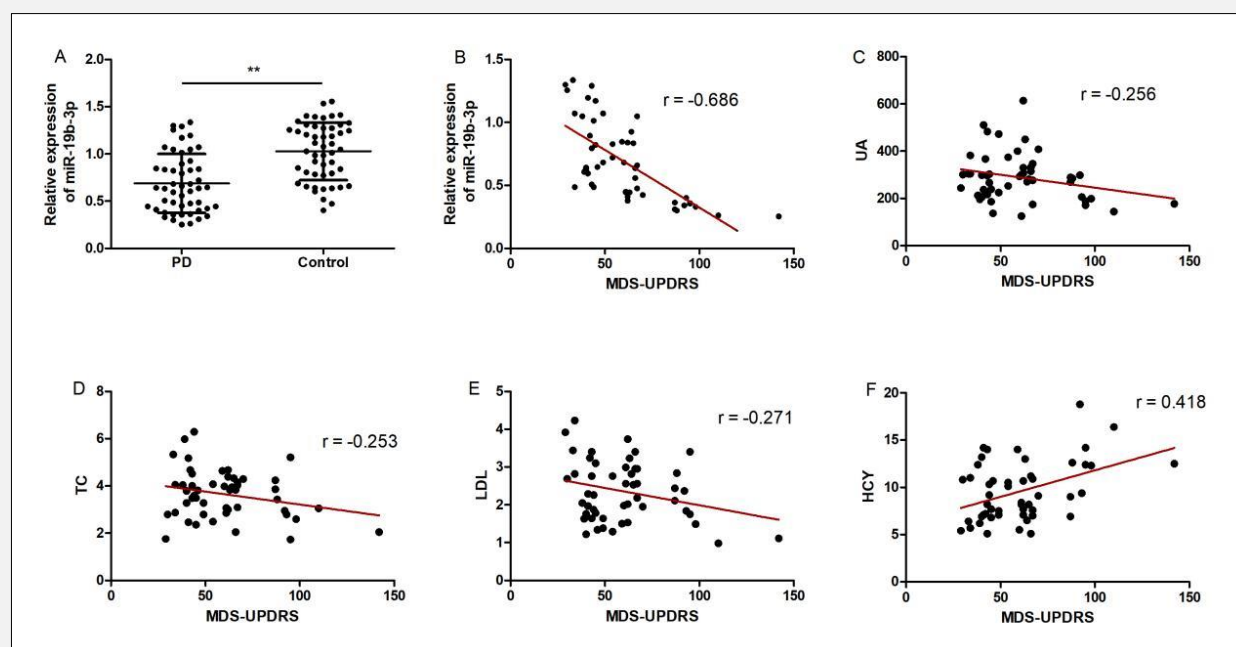 A
Relative expression
of miR-19b-3p
2.0
1.5
1.0
0.5
0.0
**
PD
Control
B
Relative expression
of miR-19b-3p
1.5
1.0
0.5
0.0
r = -0.686
0
50
100
150
MDS-UPDRS
C
UA
800
600
400
200
0
r = -0.256
0
50
100
150
MDS-UPDRS
D
TC
8
6
4
2
0
r = -0.253
0
50
100
150
MDS-UPDRS
E
LDL
5
4
3
2
1
0
r = -0.271
0
50
100
150
MDS-UPDRS
F
HCY
20
15
10
5
0
r = 0.418
0
50
100
150
MDS-UPDRS